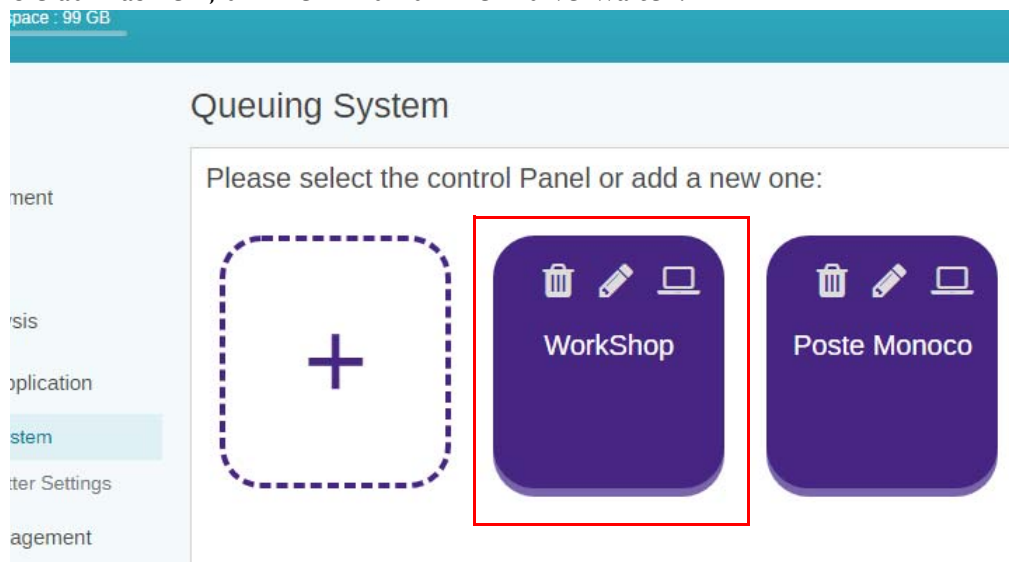 space : 99 GB
Queuing System
Please select the control Panel or add a new one:
ment
WorkShop
Poste Monoco
sis
pplication
stem
tter Settings
agement